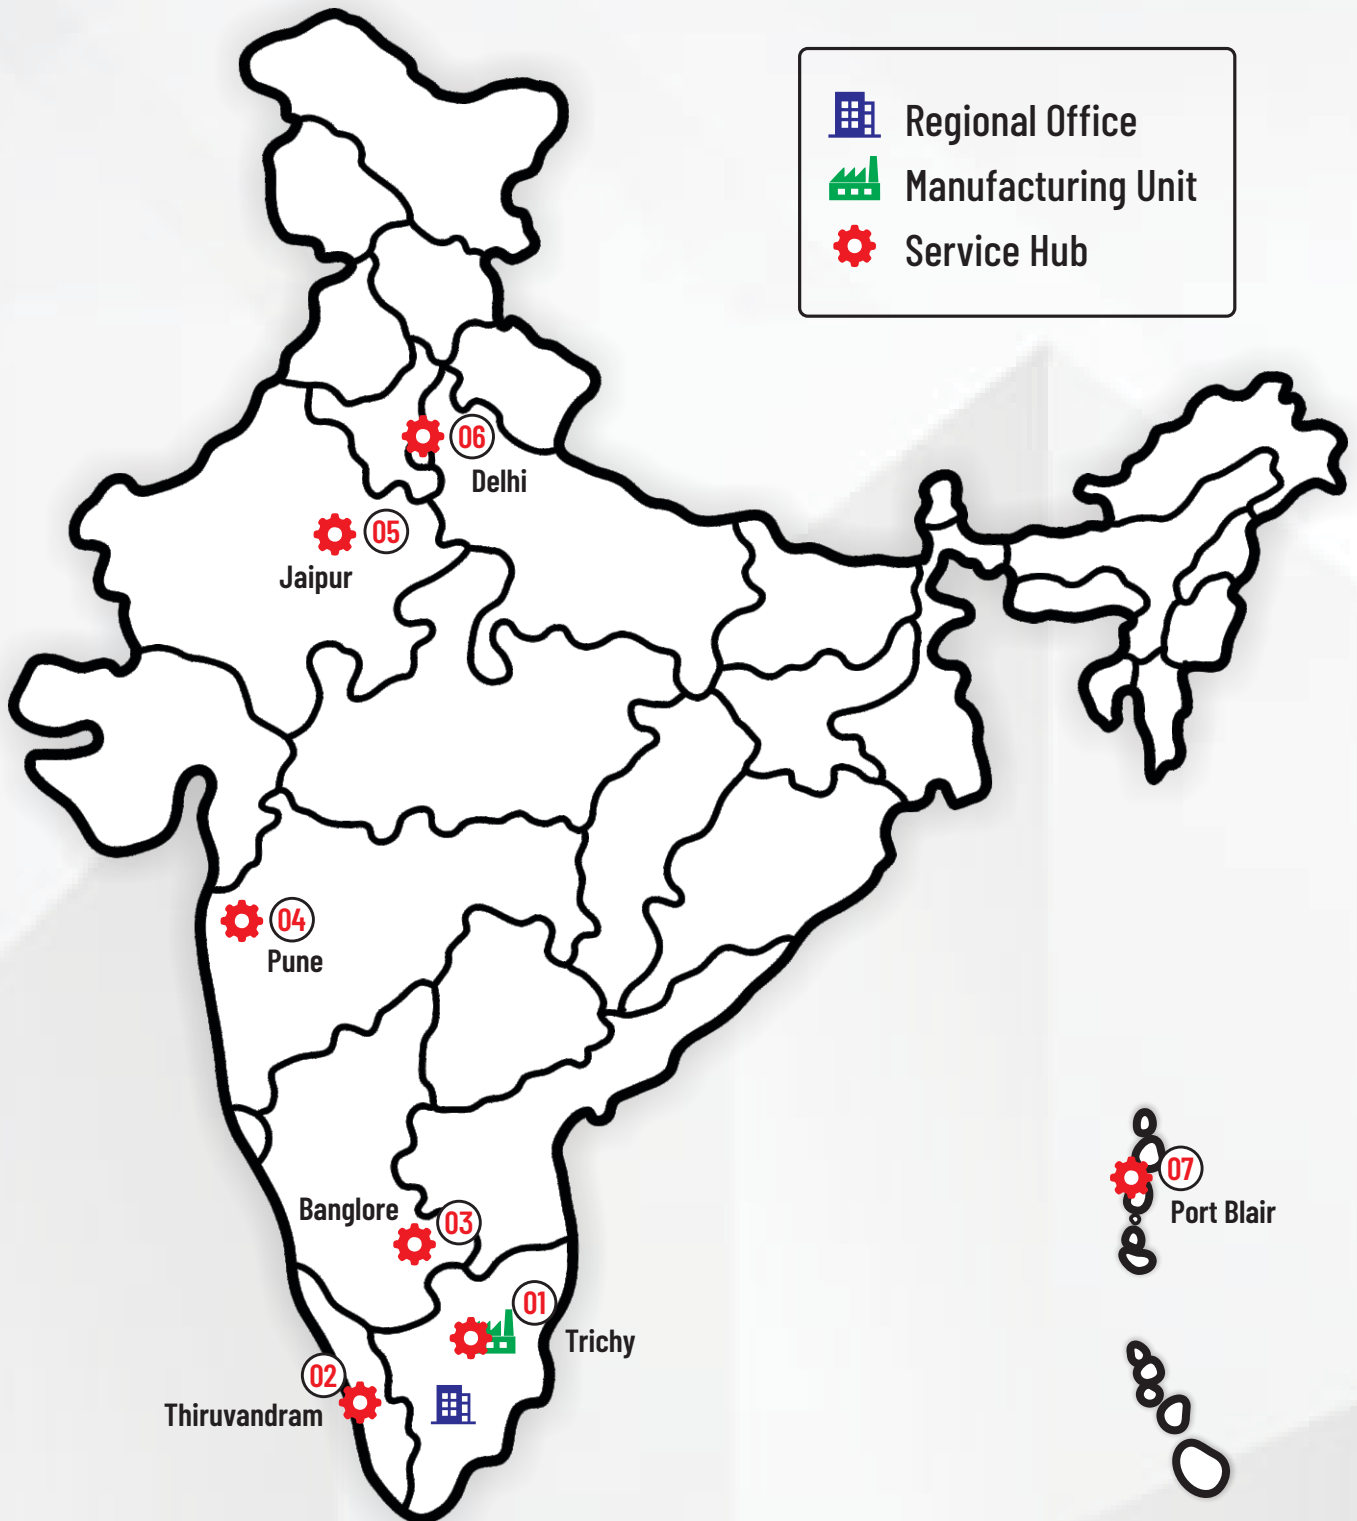 Regional Office
Manufacturing Unit
Service Hub
06
Delhi
05
Jaipur
04
Pune
07
Port Blair
Banglore
03
01
Trichy
02
Thiruvandram